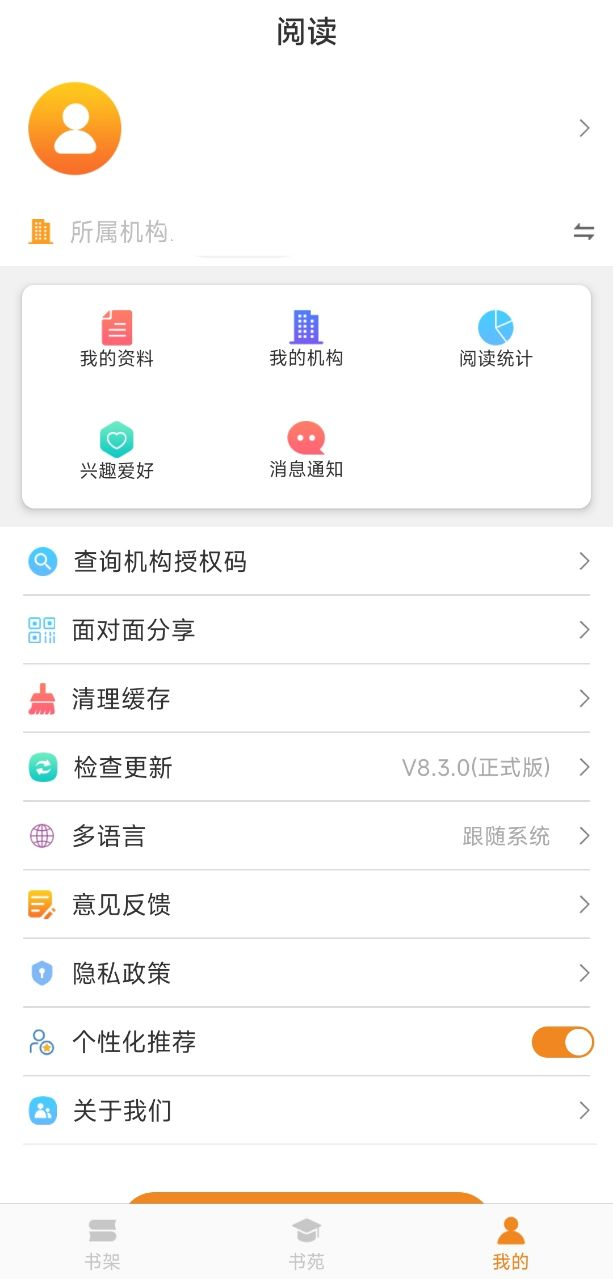 阅读
所属机构.
我的资料 我的机构 阅读统计
兴趣爱好 消息通知
查询机构授权码
面对面分享
清理缓存
检查更新 V8.3.0(正式版)
多语言 跟随系统
意见反馈
隐私政策
个性化推荐
关于我们
书架 书苑 我的